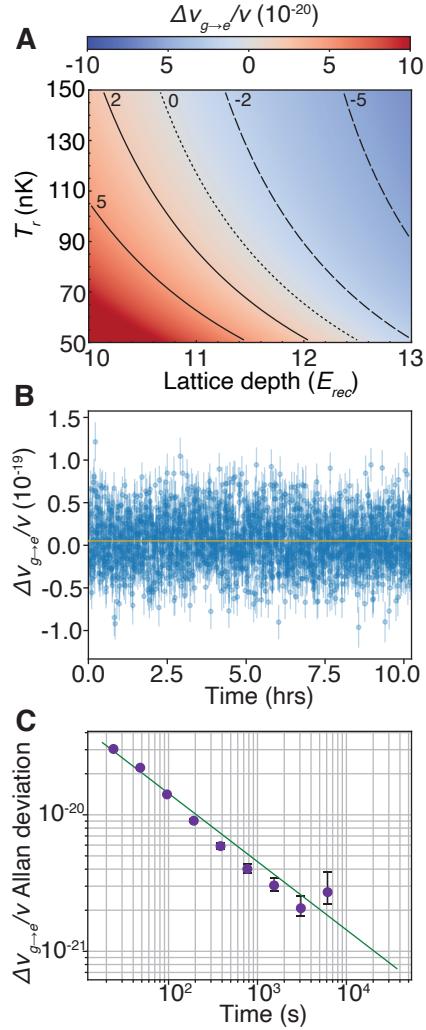 Δν_{g→e}/ν (10^{-20})
A
-10 -5 0 5 10
150 130 110 90 70 50
T_r (nK)
2 0 -2 -5
5
10 11 12 13
Lattice depth (E_{rec})
B
1.5 1.0 0.5 0.0 -0.5 -1.0
Δν_{g→e}/ν (10^{-19})
0.0 2.5 5.0 7.5 10.0
Time (hrs)
C
10^{-20} 10^{-21}
Δν_{g→e}/ν Allan deviation
10^2 10^3 10^4
Time (s)